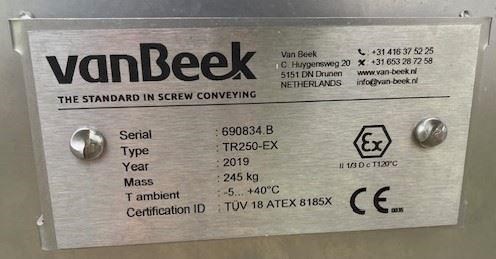 vanBeek
THE STANDARD IN SCREW CONVEYING
Van Beek
C. Huygensweg 20
5151 DN Drunen
NETHERLANDS
: +31 416 37 52 25
: +31 653 28 72 58
www.van-beek.nl
info@van-beek.nl
Serial : 690834.B
Type : TR250-EX
Year : 2019
Mass : 245 kg
T ambient : -5... +40°C
Certification ID : TÜV 18 ATEX 8185X
Ex
II 1/3 D c T120°C
CE 0035